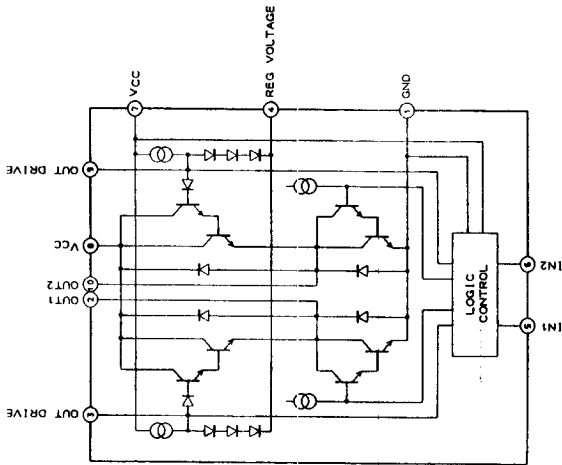 VCC
7
REG VOLTAGE
4
GND
1
OUT DRIVE
9
VCC
8
OUT2
10
OUT1
2
OUT DRIVE
3
LOGIC
CONTROL
6
IN2
5
IN1